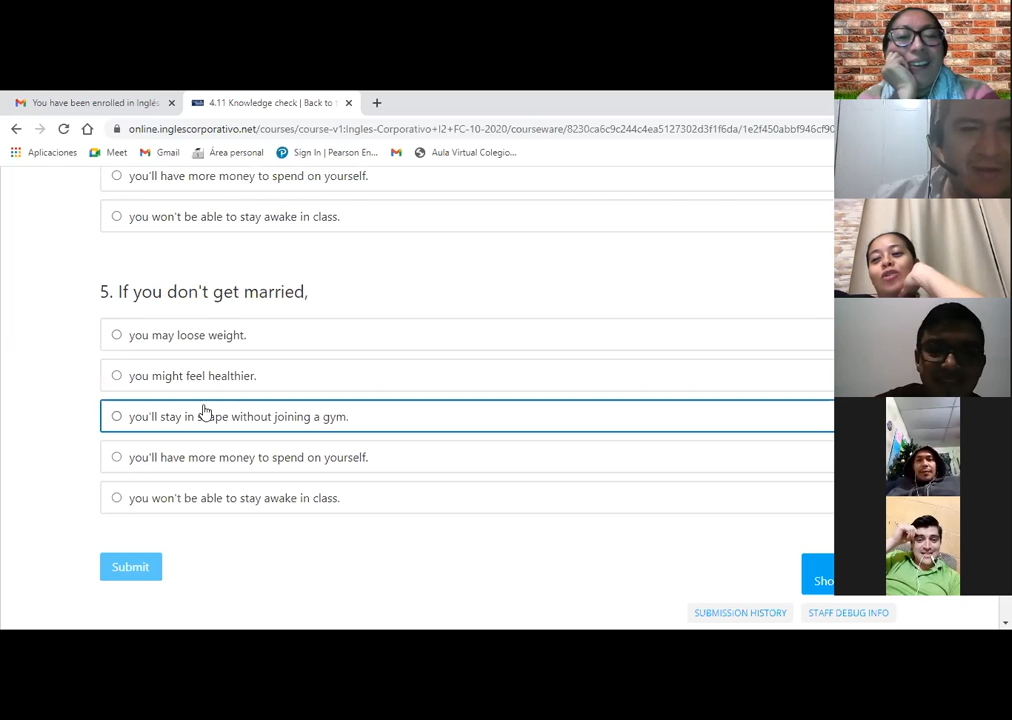 You have been enrolled in Inglés
4.11 Knowledge check | Back to
online.inglescorporativo.net/courses/course-v1:Ingles-Corporativo+I2+FC-10-2020/courseware/8230ca6c9c244c4ea5127302d3f1f6da/1e2f450abbf946cf90
Aplicaciones Meet Gmail Área personal Sign In | Pearson En... Aula Virtual Colegio...
you'll have more money to spend on yourself.
you won't be able to stay awake in class.
5. If you don't get married,
you may loose weight.
you might feel healthier.
you'll stay in shape without joining a gym.
you'll have more money to spend on yourself.
you won't be able to stay awake in class.
Submit
Sho
SUBMISSION HISTORY STAFF DEBUG INFO